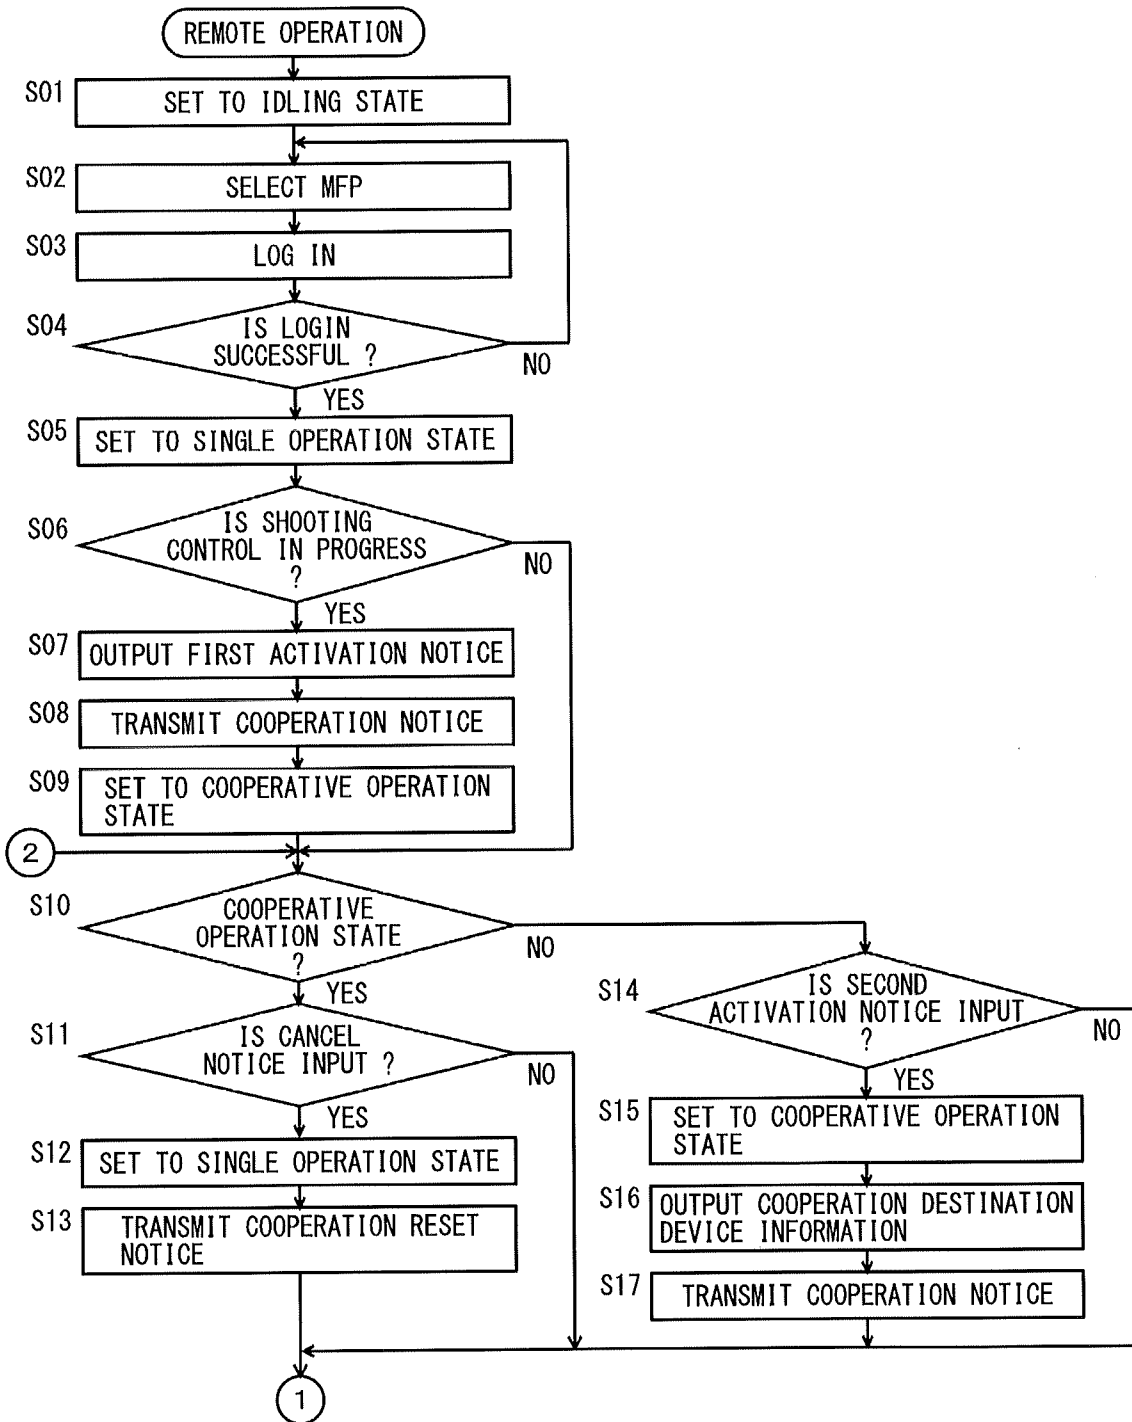 REMOTE OPERATION
S01
SET TO IDLING STATE
S02
SELECT MFP
S03
LOG IN
S04
IS LOGIN
SUCCESSFUL ?
NO
YES
S05
SET TO SINGLE OPERATION STATE
S06
IS SHOOTING
CONTROL IN PROGRESS
?
NO
YES
S07
OUTPUT FIRST ACTIVATION NOTICE
S08
TRANSMIT COOPERATION NOTICE
S09
SET TO COOPERATIVE OPERATION
STATE
2
S10
COOPERATIVE
OPERATION STATE
?
NO
YES
S11
IS CANCEL
NOTICE INPUT ?
NO
YES
S12
SET TO SINGLE OPERATION STATE
S13
TRANSMIT COOPERATION RESET
NOTICE
S14
IS SECOND
ACTIVATION NOTICE INPUT
?
NO
YES
S15
SET TO COOPERATIVE OPERATION
STATE
S16
OUTPUT COOPERATION DESTINATION
DEVICE INFORMATION
S17
TRANSMIT COOPERATION NOTICE
1